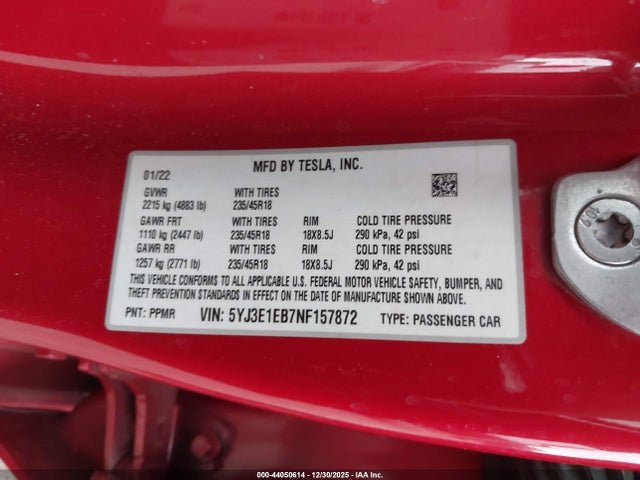 01/22
MFD BY TESLA, INC.
GVWR WITH TIRES
2215 kg (4883 lb) 235/45R18
GAWR FRT WITH TIRES RIM COLD TIRE PRESSURE
1110 kg (2447 lb) 235/45R18 18X8.5J 290 kPa, 42 psi
GAWR RR WITH TIRES RIM COLD TIRE PRESSURE
1257 kg (2771 lb) 235/45R18 18X8.5J 290 kPa, 42 psi
THIS VEHICLE CONFORMS TO ALL APPLICABLE U.S. FEDERAL MOTOR VEHICLE SAFETY, BUMPER, AND
THEFT PREVENTION STANDARDS IN EFFECT ON THE DATE OF MANUFACTURE SHOWN ABOVE.
PNT: PPMR VIN: 5YJ3E1EB7NF157872 TYPE: PASSENGER CAR
000-44050614 - 12/30/2025 - IAA Inc.